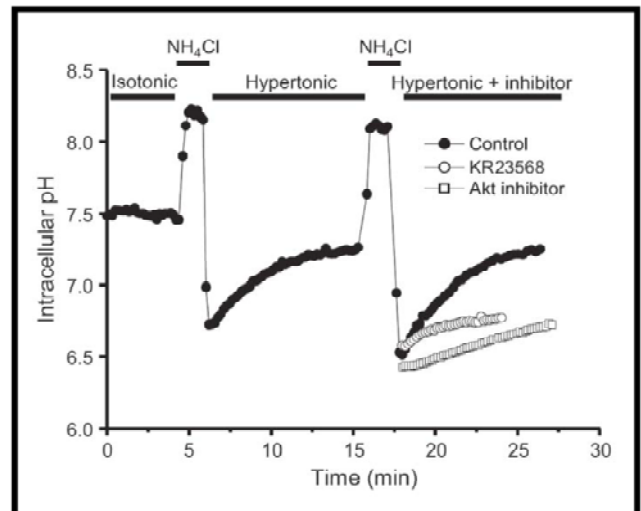 NH₄Cl NH₄Cl
8.5
Isotonic Hypertonic Hypertonic + inhibitor
8.0
Control
KR23568
Akt inhibitor
7.5
7.0
6.5
6.0
Intracellular pH
0 5 10 15 20 25 30
Time (min)